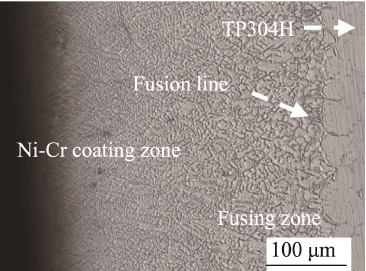 TP304H
Fusion line
Ni-Cr coating zone
Fusing zone
100 μm